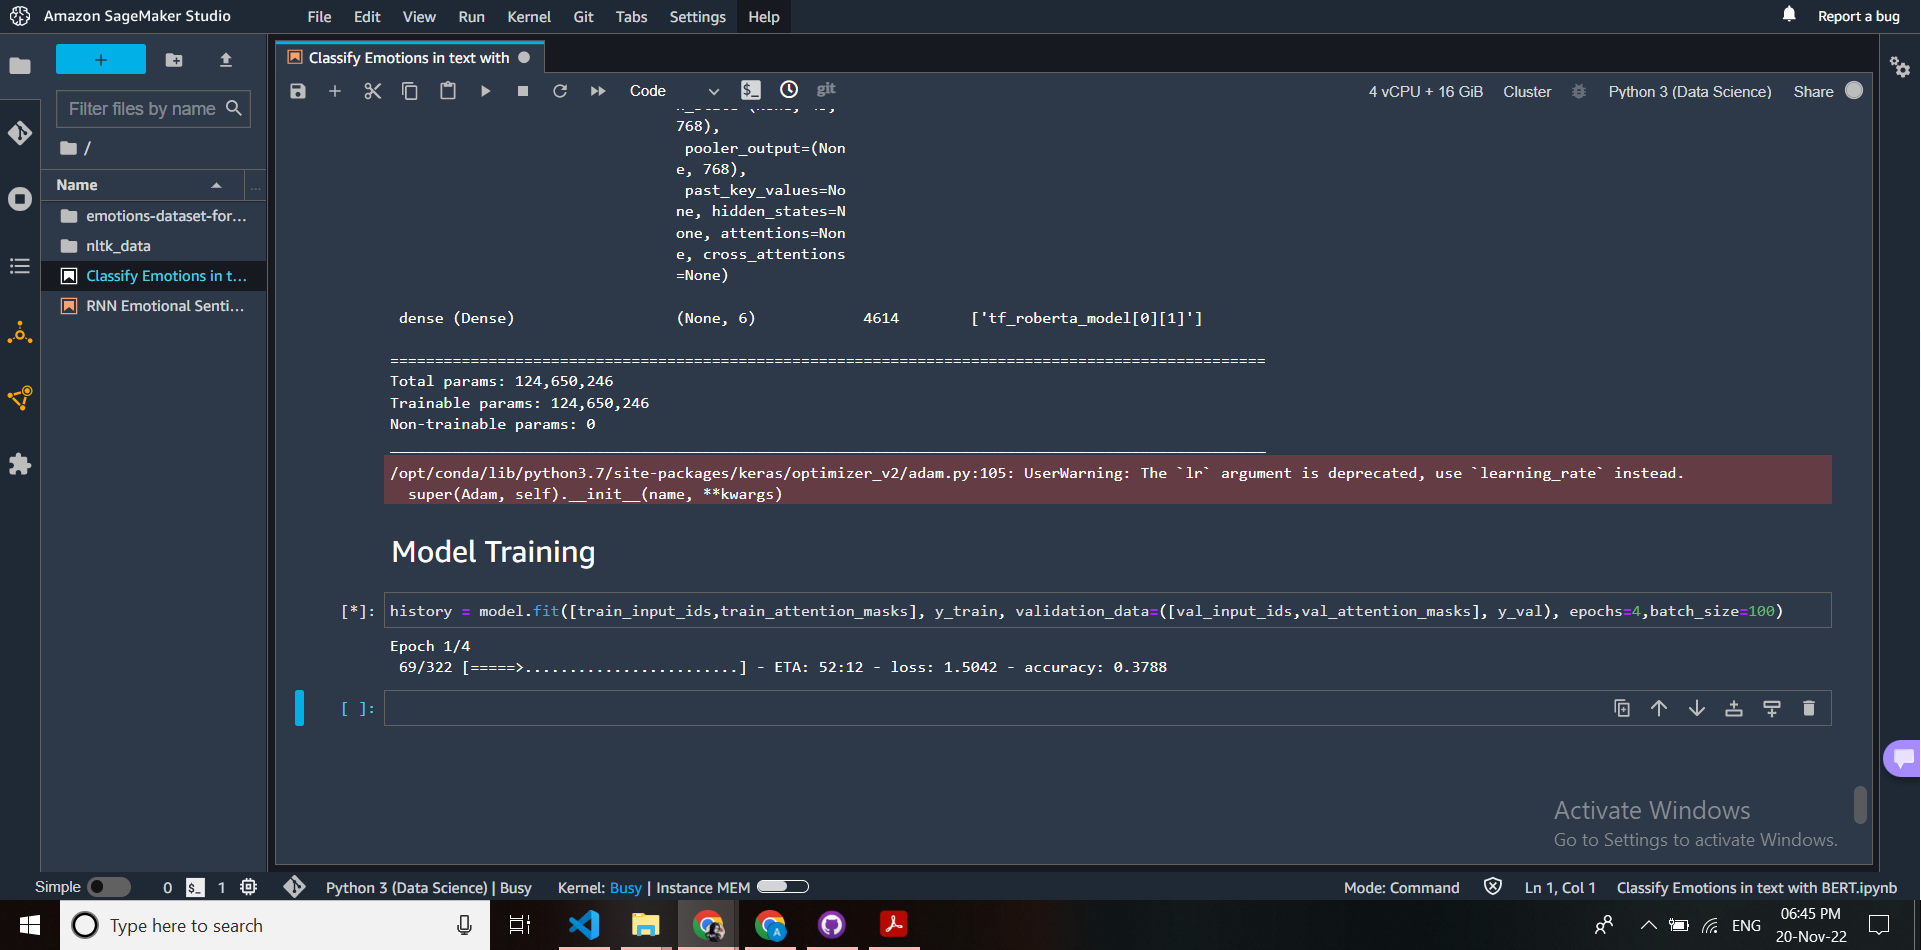 Amazon SageMaker Studio
File Edit View Run Kernel Git Tabs Settings Help
Report a bug
+
Filter files by name
/
Name
...
emotions-dataset-for...
nltk_data
Classify Emotions in t...
RNN Emotional Senti...
Classify Emotions in text with
Code
git
4 vCPU + 16 GiB Cluster Python 3 (Data Science) Share
768),
pooler_output=(Non
e, 768),
past_key_values=No
ne, hidden_states=N
one, attentions=Non
e, cross_attentions
=None)
dense (Dense) (None, 6) 4614 ['tf_roberta_model[0][1]']
==================================================================================================
Total params: 124,650,246
Trainable params: 124,650,246
Non-trainable params: 0
__________________________________________________________________________________________________
/opt/conda/lib/python3.7/site-packages/keras/optimizer_v2/adam.py:105: UserWarning: The `lr` argument is deprecated, use `learning_rate` instead.
super(Adam, self).__init__(name, **kwargs)
Model Training
[*]: history = model.fit([train_input_ids,train_attention_masks], y_train, validation_data=([val_input_ids,val_attention_masks], y_val), epochs=4,batch_size=100)
Epoch 1/4
69/322 [=====>........................] - ETA: 52:12 - loss: 1.5042 - accuracy: 0.3788
[ ]:
Activate Windows
Go to Settings to activate Windows.
Simple 0 $_ 1 Python 3 (Data Science) | Busy Kernel: Busy | Instance MEM Mode: Command Ln 1, Col 1 Classify Emotions in text with BERT.ipynb
Type here to search
ENG
06:45 PM
20-Nov-22